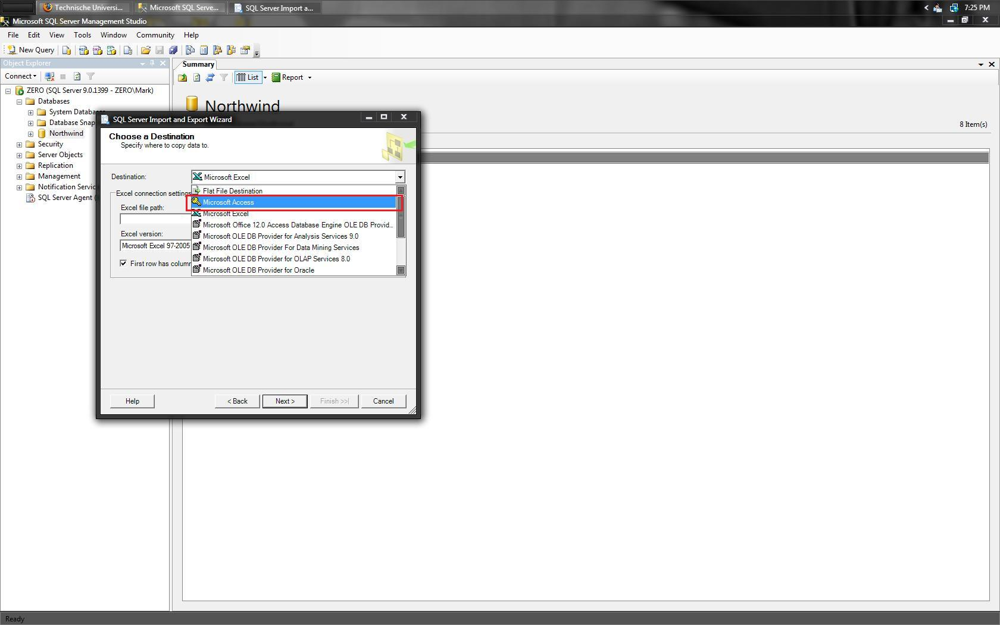 Technische Universi...
Microsoft SQL Serve...
SQL Server Import a...
7:25 PM
Microsoft SQL Server Management Studio
File Edit View Tools Window Community Help
New Query
Object Explorer
Summary
Connect
List
Report
ZERO (SQL Server 9.0.1399 - ZERO\Mark)
Databases
System Databas
Database Snap
Northwind
Security
Server Objects
Replication
Management
Notification Servic
SQL Server Agent (
Northwind
8 Item(s)
SQL Server Import and Export Wizard
Choose a Destination
Specify where to copy data to.
Destination:
Microsoft Excel
Flat File Destination
Microsoft Access
Microsoft Excel
Microsoft Office 12.0 Access Database Engine OLE DB Provid...
Microsoft OLE DB Provider for Analysis Services 9.0
Microsoft OLE DB Provider For Data Mining Services
Microsoft OLE DB Provider for OLAP Services 8.0
Microsoft OLE DB Provider for Oracle
Excel connection settings
Excel file path:
Excel version:
Microsoft Excel 97-2005
First row has column
Help
< Back
Next >
Finish >>|
Cancel
Ready